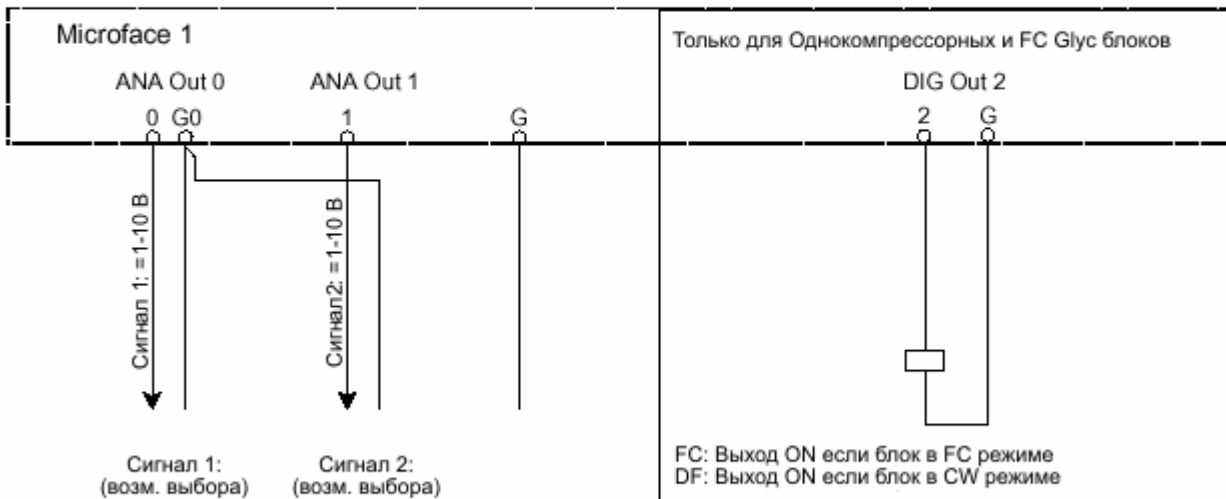 Microface 1
Только для Однокомпрессорных и FC Glyc блоков
ANA Out 0 ANA Out 1 DIG Out 2
0 G0 1 G 2 G
Сигнал 1: =1-10 В
Сигнал2: =1-10 В
Сигнал 1:
(возм. выбора)
Сигнал 2:
(возм. выбора)
FC: Выход ON если блок в FC режиме
DF: Выход ON если блок в CW режиме